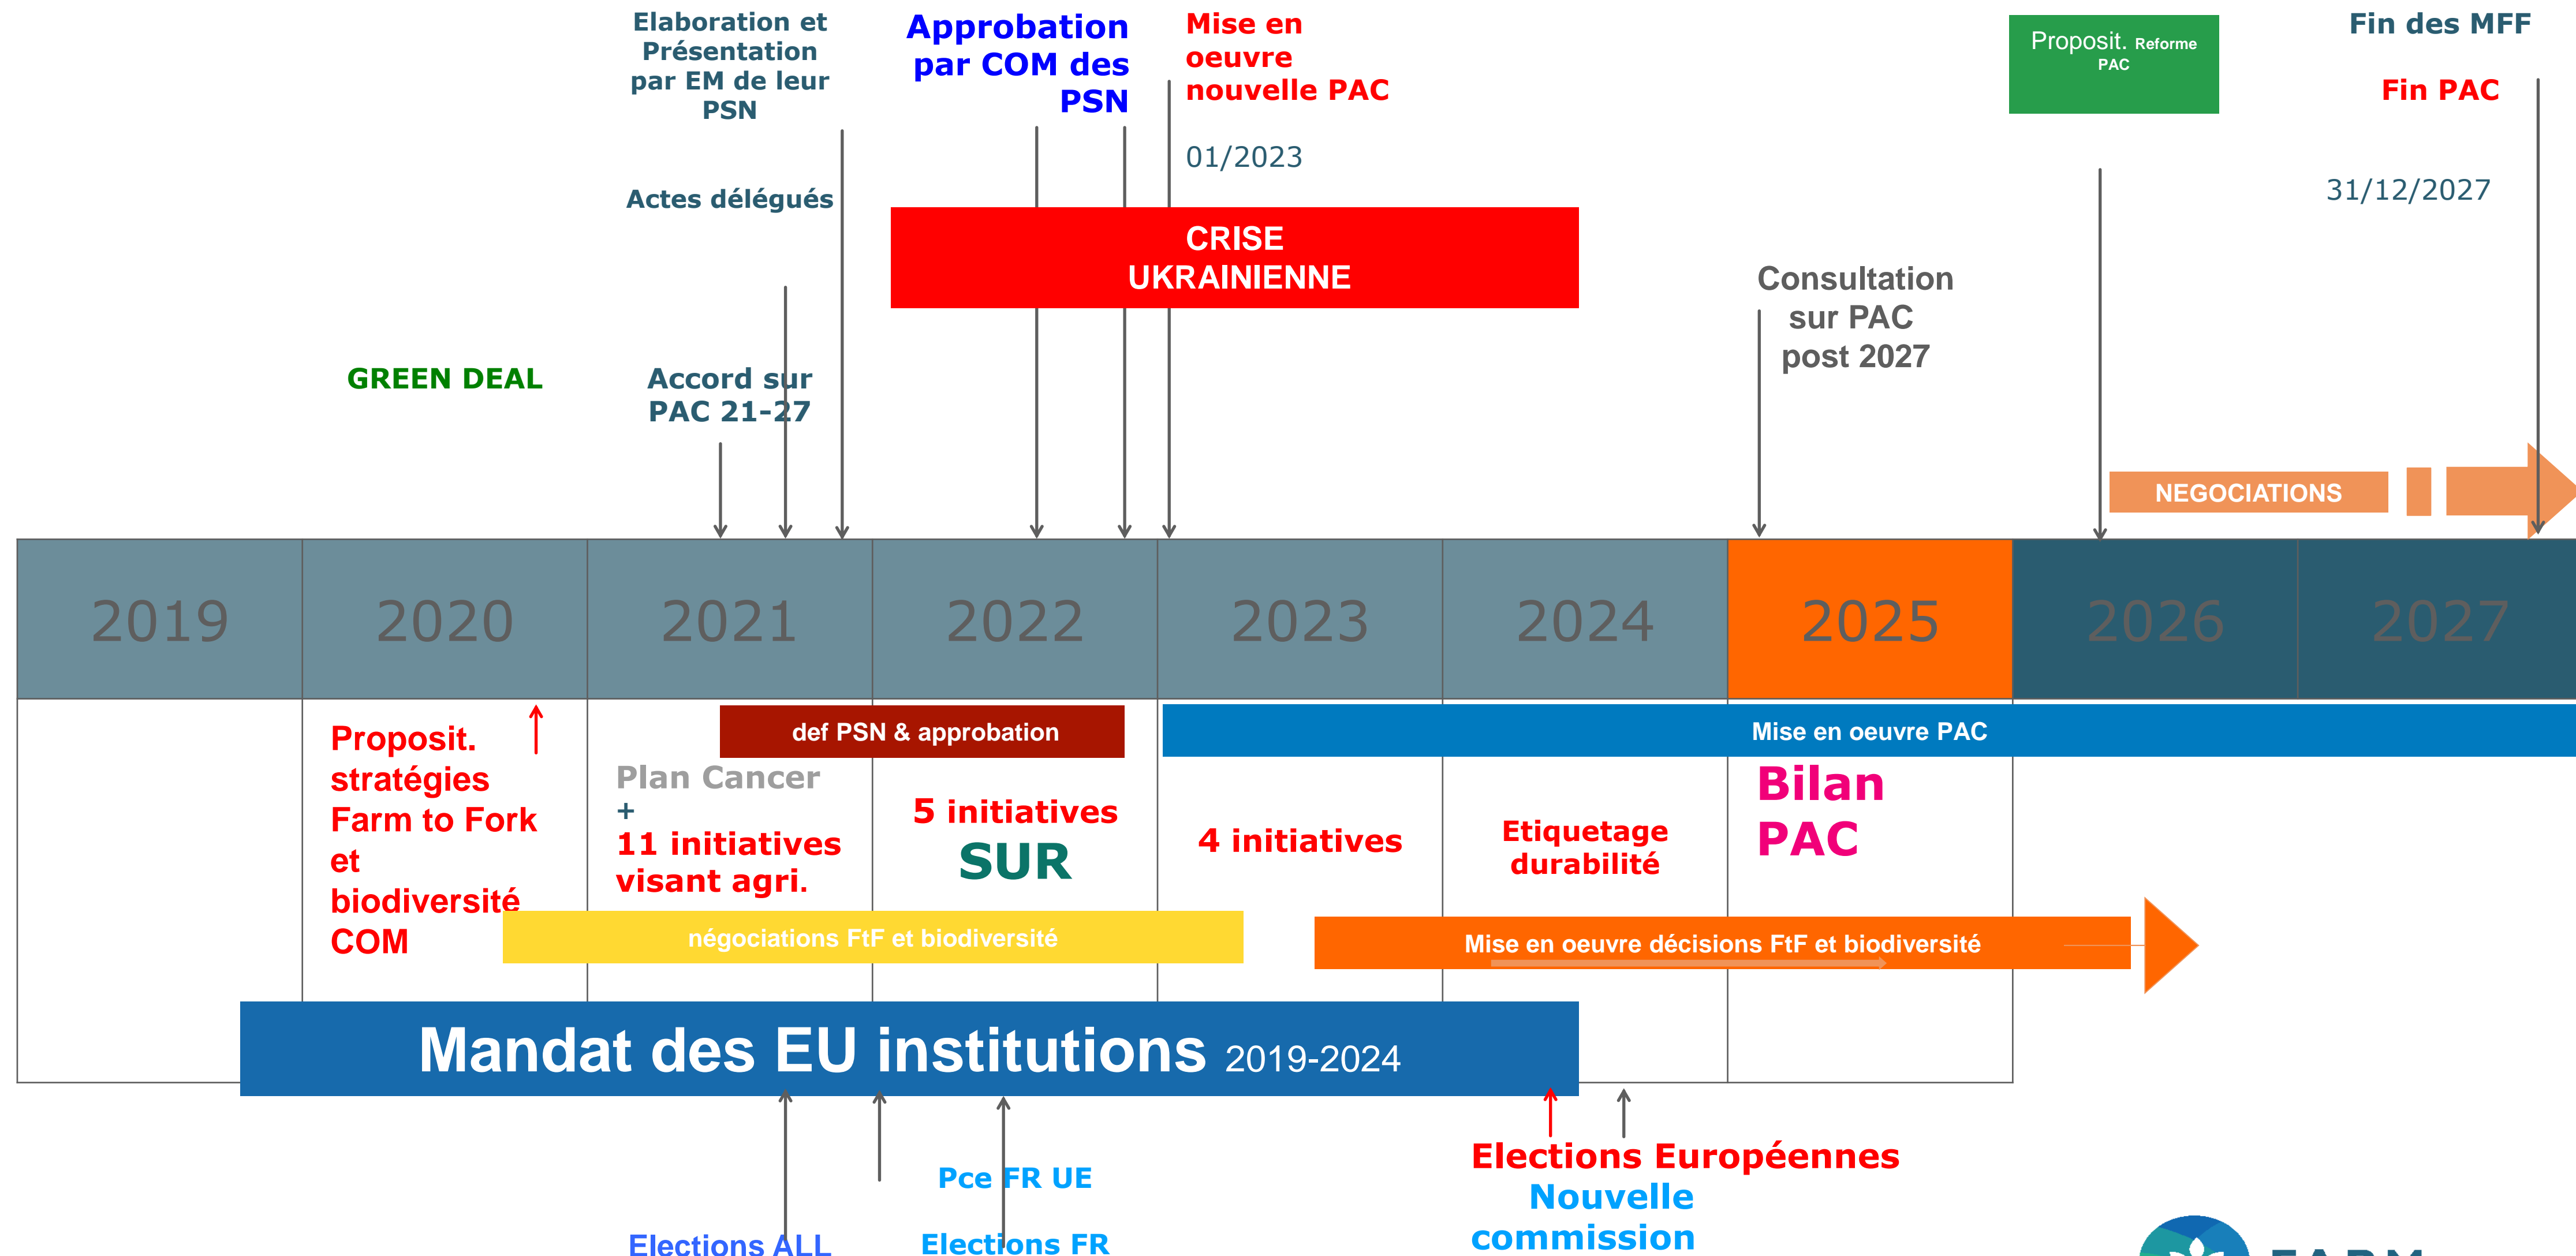 Elaboration et
Présentation
par EM de leur
PSN
Approbation
par COM des
PSN
Mise en
oeuvre
nouvelle PAC
01/2023
Proposit. Reforme
PAC
Fin des MFF
Fin PAC
31/12/2027
Actes délégués
CRISE
UKRAINIENNE
Consultation
sur PAC
post 2027
GREEN DEAL
Accord sur
PAC 21-27
NEGOCIATIONS
2019
2020
2021
2022
2023
2024
2025
2026
2027
Proposit.
stratégies
Farm to Fork
et
biodiversité
COM
def PSN & approbation
Mise en oeuvre PAC
Plan Cancer
+
11 initiatives
visant agri.
5 initiatives
SUR
4 initiatives
Etiquetage
durabilité
Bilan
PAC
négociations FtF et biodiversité
Mise en oeuvre décisions FtF et biodiversité
Mandat des EU institutions 2019-2024
Pce FR UE
Elections ALL
Elections FR
Elections Européennes
Nouvelle
commission
FARM